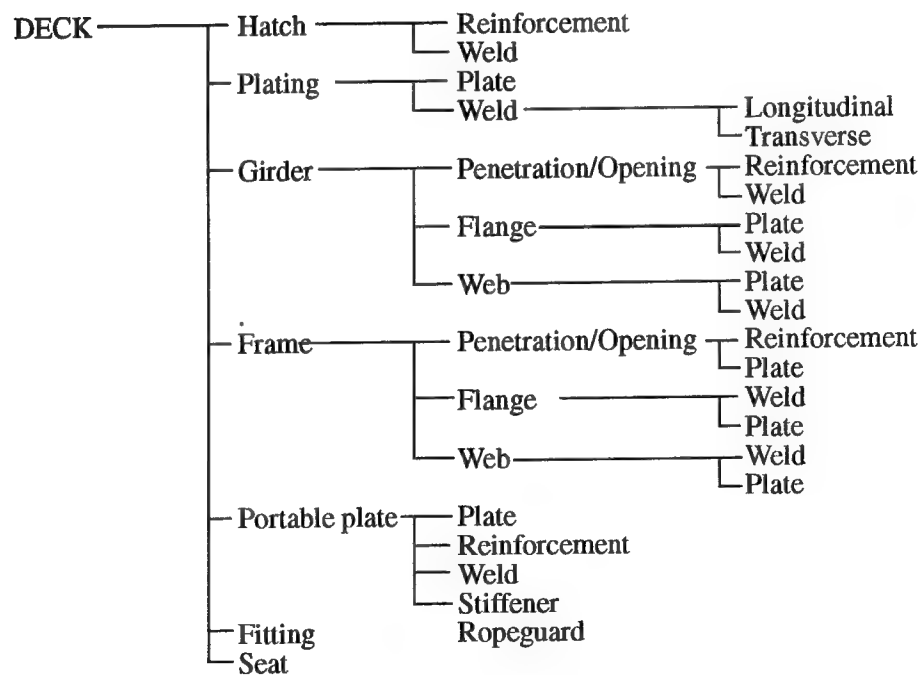 DECK Hatch Reinforcement
Weld
Plating Plate
Weld Longitudinal
Transverse
Girder Penetration/Opening Reinforcement
Weld
Flange Plate
Weld
Web Plate
Weld
Frame Penetration/Opening Reinforcement
Plate
Flange Weld
Plate
Web Weld
Plate
Portable plate Plate
Reinforcement
Weld
Stiffener
Fitting Ropeguard
Seat